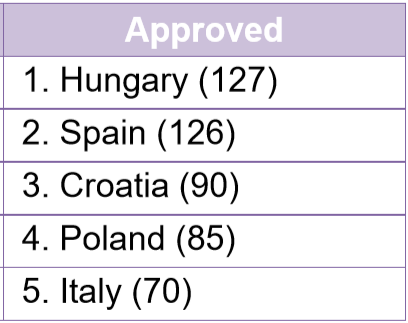 Approved
1. Hungary (127)
2. Spain (126)
3. Croatia (90)
4. Poland (85)
5. Italy (70)